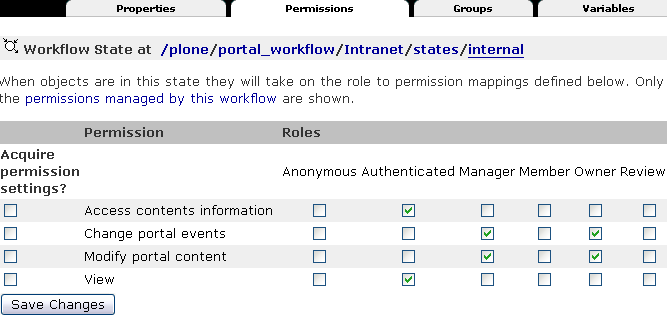 Properties Permissions Groups Variables
Workflow State at /plone/portal_workflow/Intranet/states/internal
When objects are in this state they will take on the role to permission mappings defined below. Only
the permissions managed by this workflow are shown.
Permission Roles
Acquire
permission
settings?
Anonymous Authenticated Manager Member Owner Review
Access contents information
Change portal events
Modify portal content
View
Save Changes